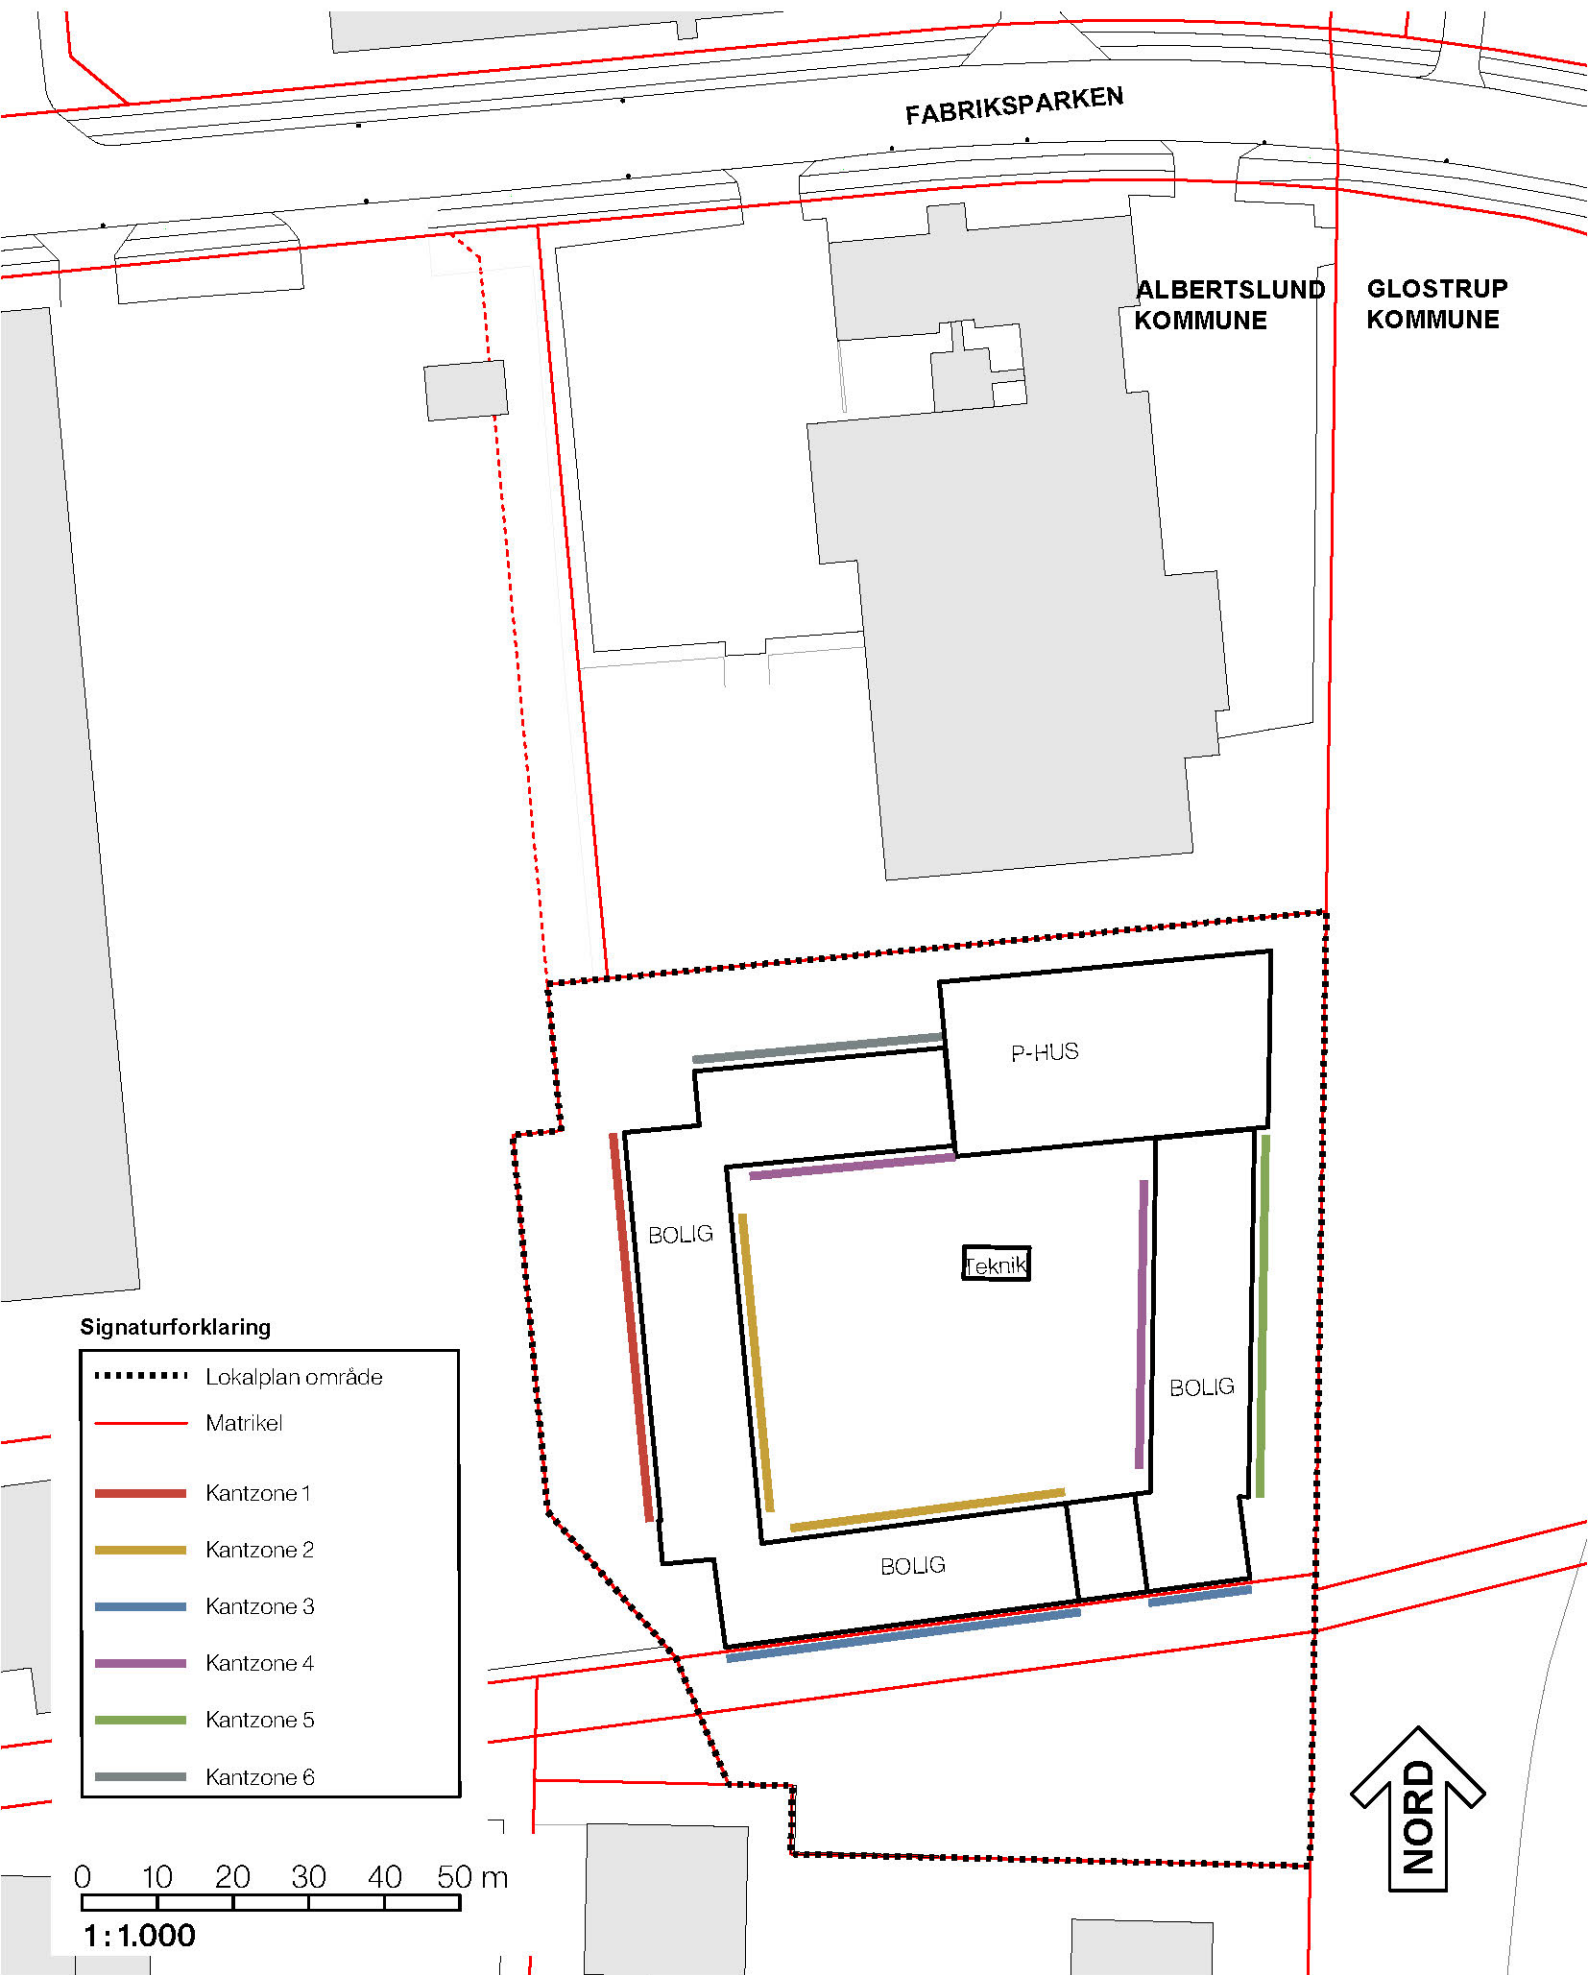 FABRIKSPARKEN
ALBERTSLUND
KOMMUNE
GLOSTRUP
KOMMUNE
P-HUS
BOLIG
Teknik
BOLIG
BOLIG
Signaturforklaring
Lokalplan område
Matrikel
Kantzone 1
Kantzone 2
Kantzone 3
Kantzone 4
Kantzone 5
Kantzone 6
0 10 20 30 40 50 m
1:1.000
NORD